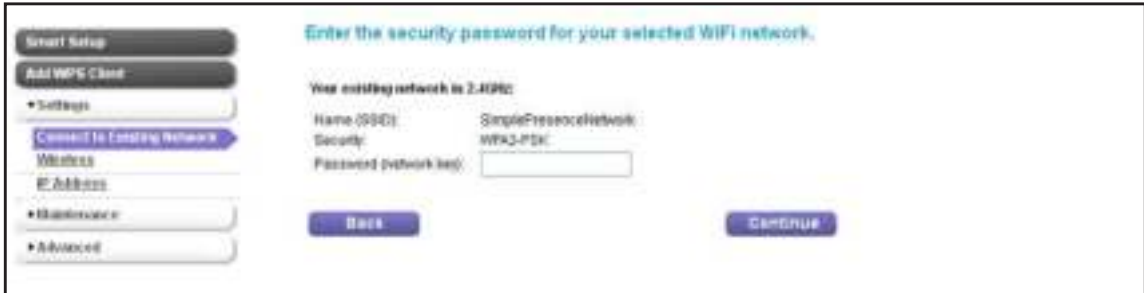 Smart Setup
Add WPS Client
▼Settings
Connect to Existing Network
Wireless
IP Address
▶Maintenance
▶Advanced
Enter the security password for your selected WiFi network.
Your existing network in 2.4GHz:
Name (SSID): SimplePresenceNetwork
Security: WPA2-PSK
Password (network key):
Back
Continue